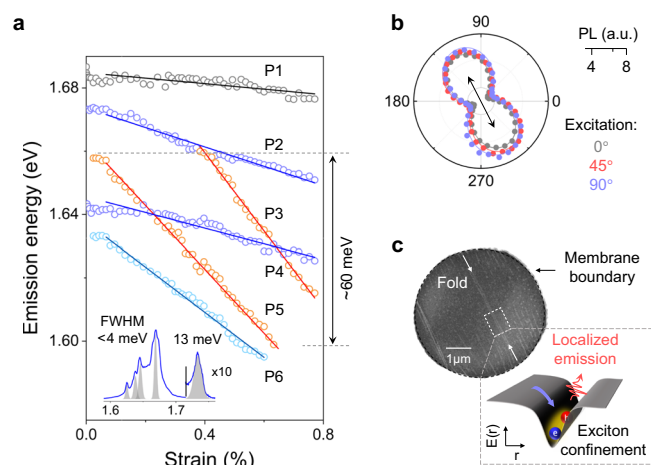 a
Emission energy (eV)
1.68
1.64
1.60
P1
P2
P3
P4
P5
P6
~60 meV
FWHM
<4 meV
13 meV
x10
1.6
1.7
0.0
0.4
0.8
Strain (%)
b
90
180
0
270
PL (a.u.)
4
8
Excitation:
0°
45°
90°
c
Fold
1µm
Membrane
boundary
Localized
emission
E(r)
r
e
Exciton
confinement